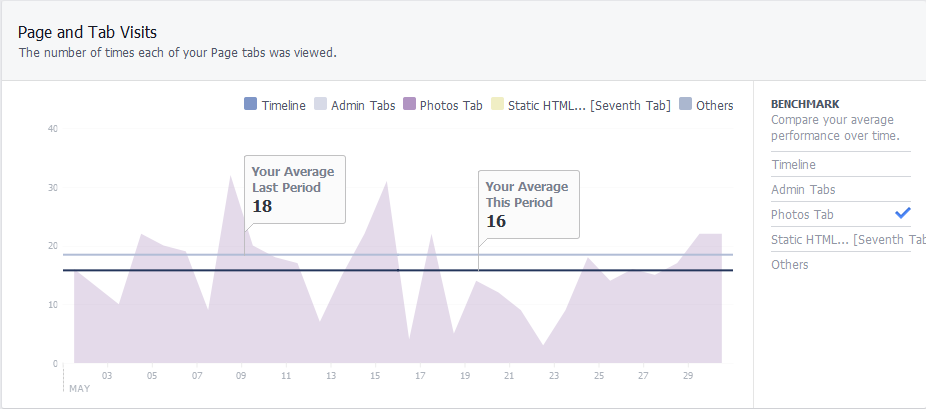 Page and Tab Visits
The number of times each of your Page tabs was viewed.
Timeline Admin Tabs Photos Tab Static HTML... [Seventh Tab] Others
40
30
20
10
0
Your Average
Last Period
18
Your Average
This Period
16
03 05 07 09 11 13 15 17 19 21 23 25 27 29
MAY
BENCHMARK
Compare your average
performance over time.
Timeline
Admin Tabs
Photos Tab
Static HTML... [Seventh Tab
Others